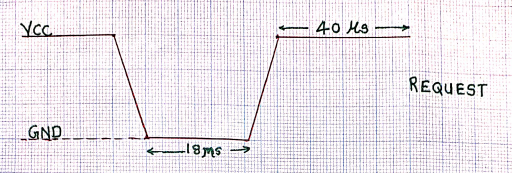 VCC
40 µs
REQUEST
GND
18ms